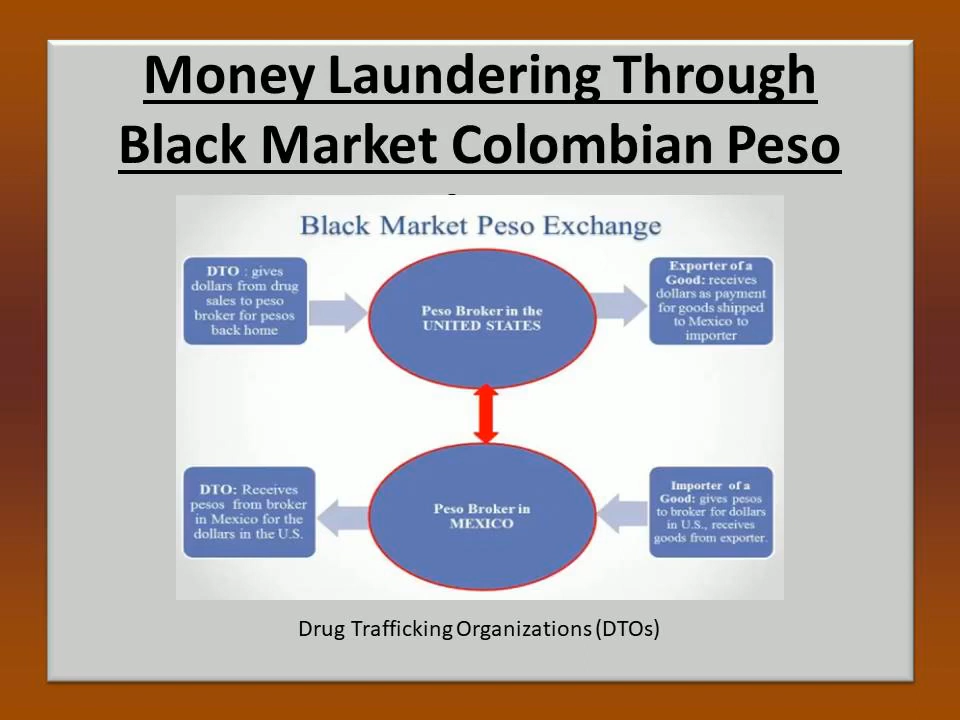 Money Laundering Through
Black Market Colombian Peso
Black Market Peso Exchange
DTO : gives
dollars from drug
sales to peso
broker for pesos
back home
Peso Broker in the
UNITED STATES
Exporter of a
Good: receives
dollars as payment
for goods shipped
to Mexico to
importer
DTO: Receives
pesos from broker
in Mexico for the
dollars in the U.S.
Peso Broker in
MEXICO
Importer of a
Good: gives pesos
to broker for dollars
in U.S., receives
goods from exporter.
Drug Trafficking Organizations (DTOs)